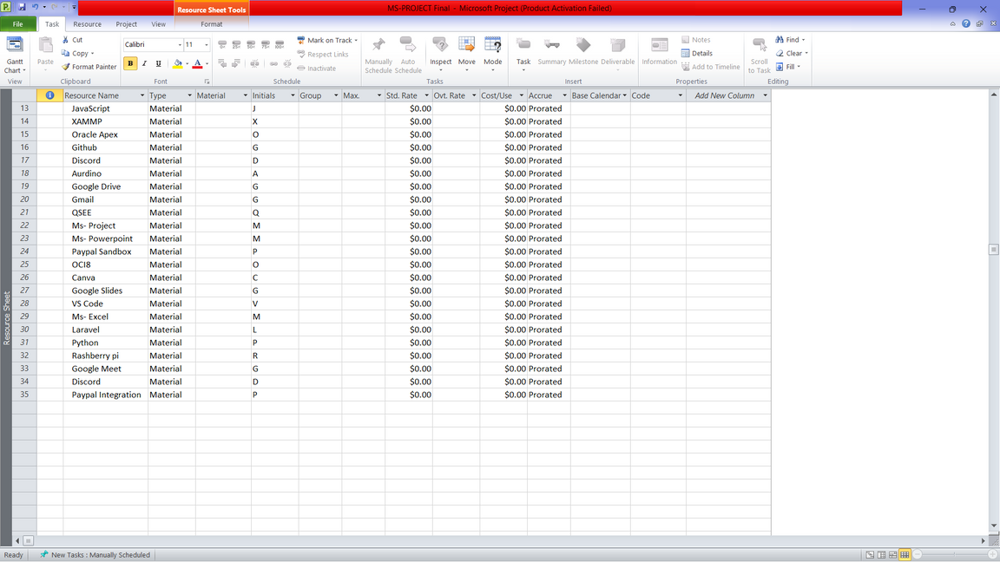 Resource Sheet Tools
MS-PROJECT Final - Microsoft Project (Product Activation Failed)
File Task Resource Project View Format
Gantt Chart
View
Paste
Cut
Copy
Format Painter
Clipboard
Calibri 11
B I U A
Font
Mark on Track
Respect Links
Inactivate
Schedule
Manually Schedule
Auto Schedule
Inspect Move Mode
Tasks
Task Summary Milestone Deliverable
Insert
Information
Notes
Details
Add to Timeline
Properties
Scroll to Task
Find
Clear
Fill
Editing
Resource Name Type Material Initials Group Max. Std. Rate Ovt. Rate Cost/Use Accrue Base Calendar Code Add New Column
13 JavaScript Material J $0.00 $0.00 Prorated
14 XAMMP Material X $0.00 $0.00 Prorated
15 Oracle Apex Material O $0.00 $0.00 Prorated
16 Github Material G $0.00 $0.00 Prorated
17 Discord Material D $0.00 $0.00 Prorated
18 Aurdino Material A $0.00 $0.00 Prorated
19 Google Drive Material G $0.00 $0.00 Prorated
20 Gmail Material G $0.00 $0.00 Prorated
21 QSEE Material Q $0.00 $0.00 Prorated
22 Ms- Project Material M $0.00 $0.00 Prorated
23 Ms- Powerpoint Material M $0.00 $0.00 Prorated
24 Paypal Sandbox Material P $0.00 $0.00 Prorated
25 OCI8 Material O $0.00 $0.00 Prorated
26 Canva Material C $0.00 $0.00 Prorated
27 Google Slides Material G $0.00 $0.00 Prorated
28 VS Code Material V $0.00 $0.00 Prorated
29 Ms- Excel Material M $0.00 $0.00 Prorated
30 Laravel Material L $0.00 $0.00 Prorated
31 Python Material P $0.00 $0.00 Prorated
32 Rashberry pi Material R $0.00 $0.00 Prorated
33 Google Meet Material G $0.00 $0.00 Prorated
34 Discord Material D $0.00 $0.00 Prorated
35 Paypal Integration Material P $0.00 $0.00 Prorated
Resource Sheet
Ready New Tasks : Manually Scheduled